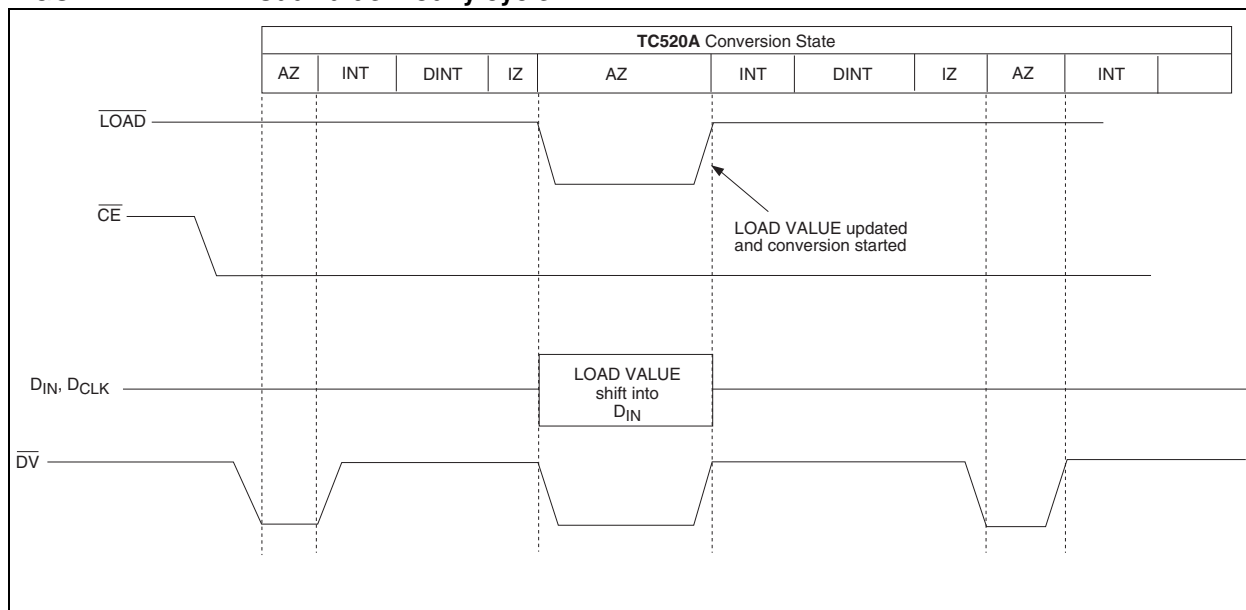 TC520A Conversion State
AZ INT DINT IZ AZ INT DINT IZ AZ INT
LOAD
CE
LOAD VALUE updated
and conversion started
DIN, DCLK
LOAD VALUE
shift into
DIN
DV